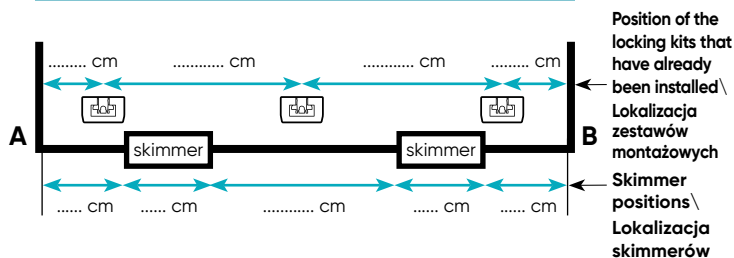 ......... cm ............ cm ............ cm ......... cm
Position of the
locking kits that
have already
been installed\
Lokalizacja
zestawów
montażowych
A skimmer skimmer B
...... cm ...... cm ............ cm ...... cm ...... cm
Skimmer
positions\
Lokalizacja
skimmerów